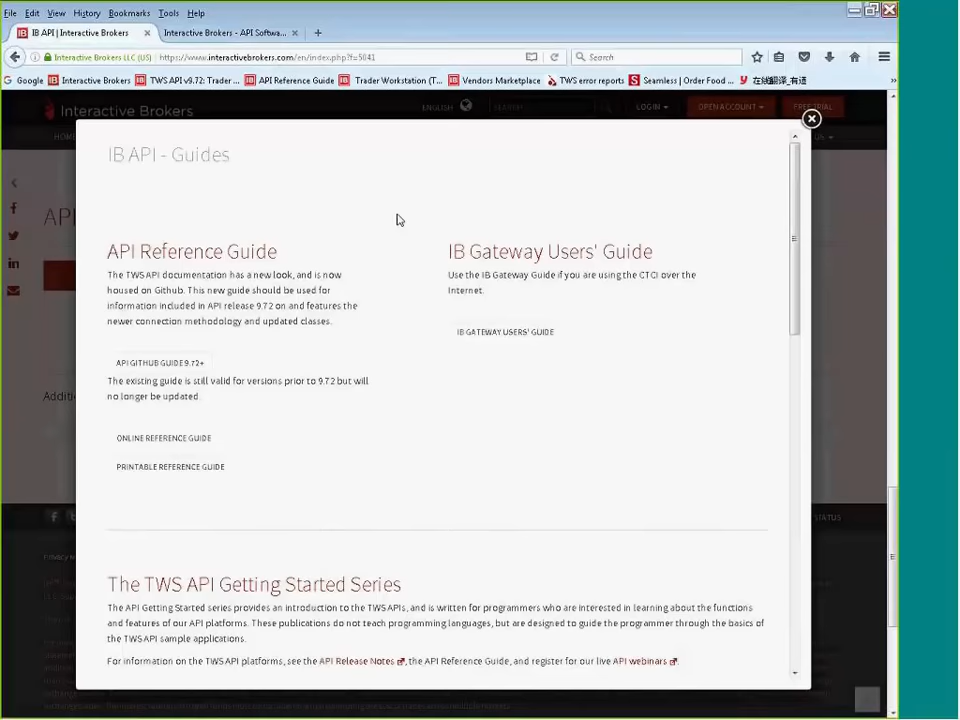 File Edit View History Bookmarks Tools Help
IB API | Interactive Brokers
Interactive Brokers - API Softwa...
Interactive Brokers LLC (US)
https://www.interactivebrokers.com/en/index.php?f=5041
Search
Google
Interactive Brokers
TWS API v9.72: Trader ...
API Reference Guide
Trader Workstation (T...
Vendors Marketplace
TWS error reports
Seamless | Order Food ...
在线翻译_有道
Interactive Brokers
ENGLISH
SEARCH
LOGIN
OPEN ACCOUNT
FREE TRIAL
IB API - Guides
API Reference Guide
The TWS API documentation has a new look, and is now
housed on Github. This new guide should be used for
information included in API release 9.72 on and features the
newer connection methodology and updated classes.
API GITHUB GUIDE 9.72+
The existing guide is still valid for versions prior to 9.72 but will
no longer be updated.
ONLINE REFERENCE GUIDE
PRINTABLE REFERENCE GUIDE
IB Gateway Users' Guide
Use the IB Gateway Guide if you are using the CTCI over the
Internet.
IB GATEWAY USERS' GUIDE
The TWS API Getting Started Series
The API Getting Started series provides an introduction to the TWS APIs, and is written for programmers who are interested in learning about the functions
and features of our API platforms. These publications do not teach programming languages, but are designed to guide the programmer through the basics of
the TWS API sample applications.
For information on the TWS API platforms, see the API Release Notes, the API Reference Guide, and register for our live API webinars.